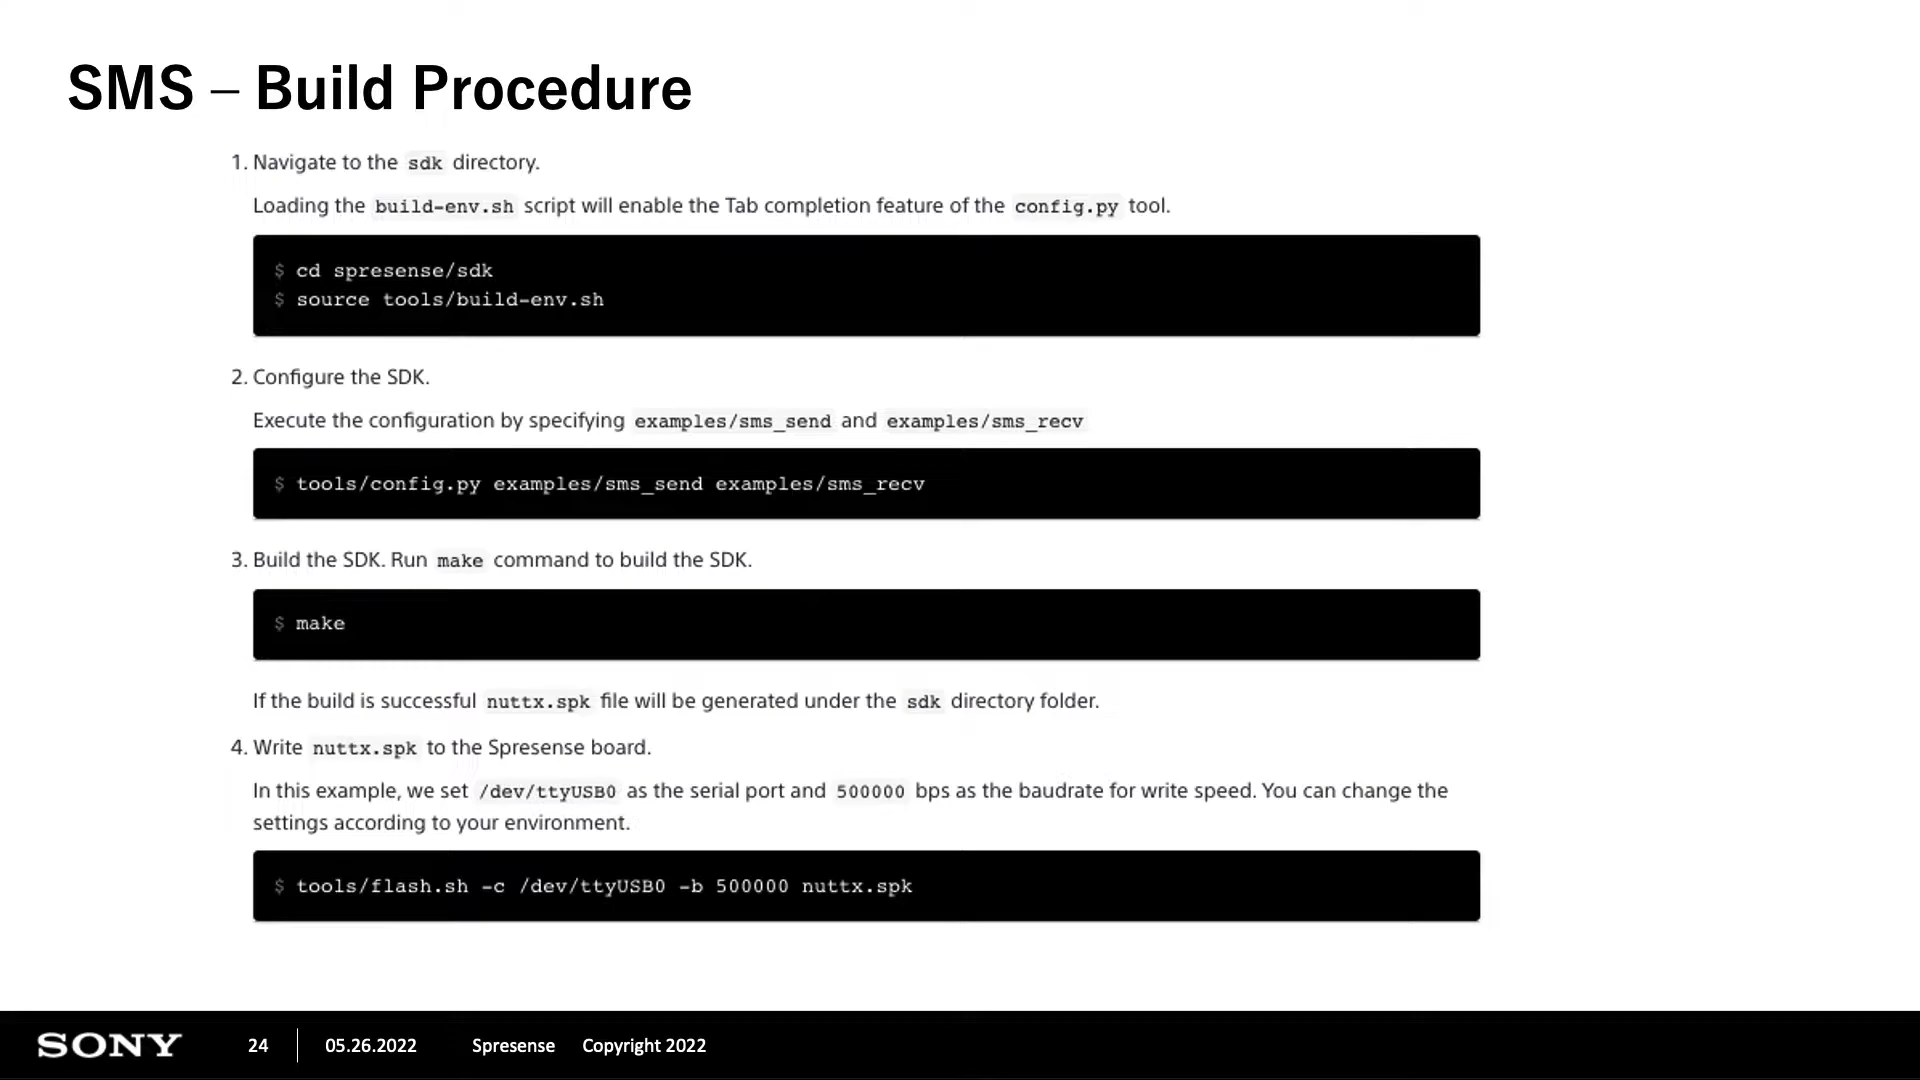 SMS – Build Procedure
1. Navigate to the sdk directory.
Loading the build-env.sh script will enable the Tab completion feature of the config.py tool.
$ cd spresense/sdk
$ source tools/build-env.sh
2. Configure the SDK.
Execute the configuration by specifying examples/sms_send and examples/sms_recv
$ tools/config.py examples/sms_send examples/sms_recv
3. Build the SDK. Run make command to build the SDK.
$ make
If the build is successful nuttx.spk file will be generated under the sdk directory folder.
4. Write nuttx.spk to the Spresense board.
In this example, we set /dev/ttyUSB0 as the serial port and 500000 bps as the baudrate for write speed. You can change the
settings according to your environment.
$ tools/flash.sh -c /dev/ttyUSB0 -b 500000 nuttx.spk
SONY 24 05.26.2022 Spresense Copyright 2022